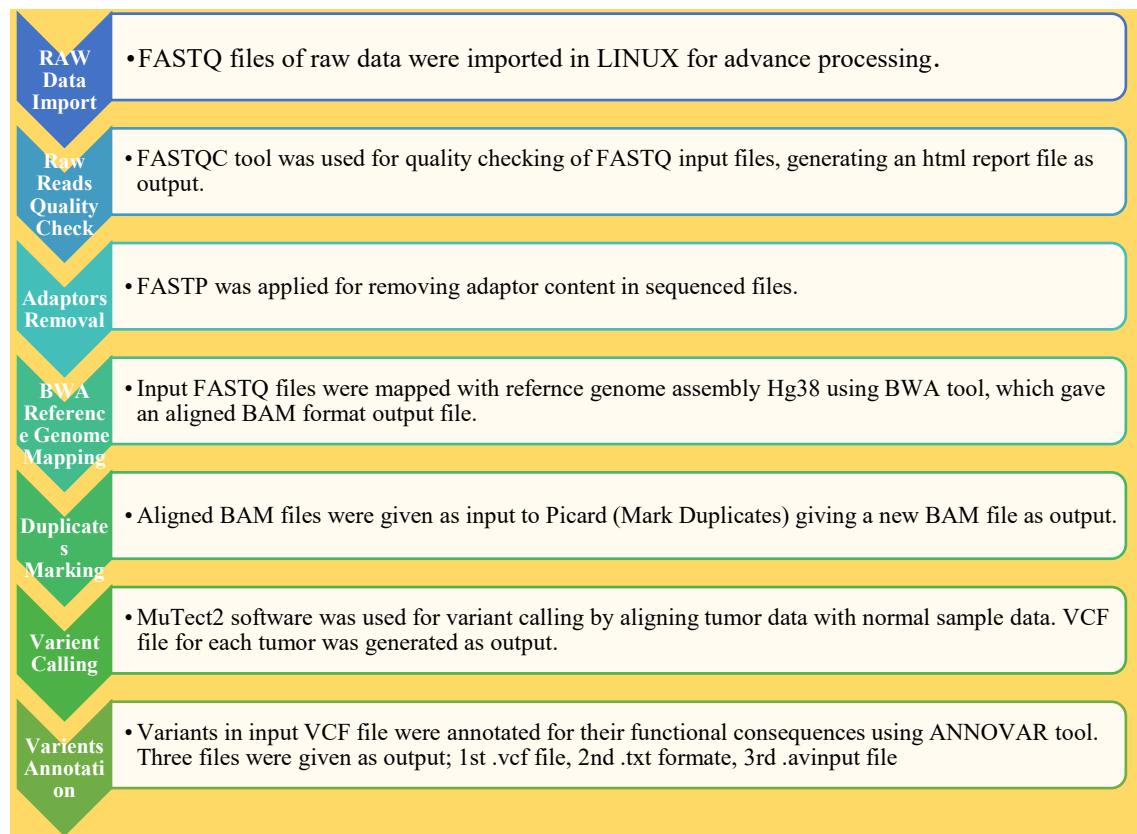 RAW
Data
Import
•FASTQ files of raw data were imported in LINUX for advance processing.
Raw
Reads
Quality
Check
•FASTQC tool was used for quality checking of FASTQ input files, generating an html report file as
output.
Adaptors
Removal
•FASTP was applied for removing adaptor content in sequenced files.
BWA
Referenc
e Genome
Mapping
•Input FASTQ files were mapped with refernce genome assembly Hg38 using BWA tool, which gave
an aligned BAM format output file.
Duplicate
s
Marking
•Aligned BAM files were given as input to Picard (Mark Duplicates) giving a new BAM file as output.
Varient
Calling
•MuTect2 software was used for variant calling by aligning tumor data with normal sample data. VCF
file for each tumor was generated as output.
Varients
Annotati
on
•Variants in input VCF file were annotated for their functional consequences using ANNOVAR tool.
Three files were given as output; 1st .vcf file, 2nd .txt formate, 3rd .avinput file